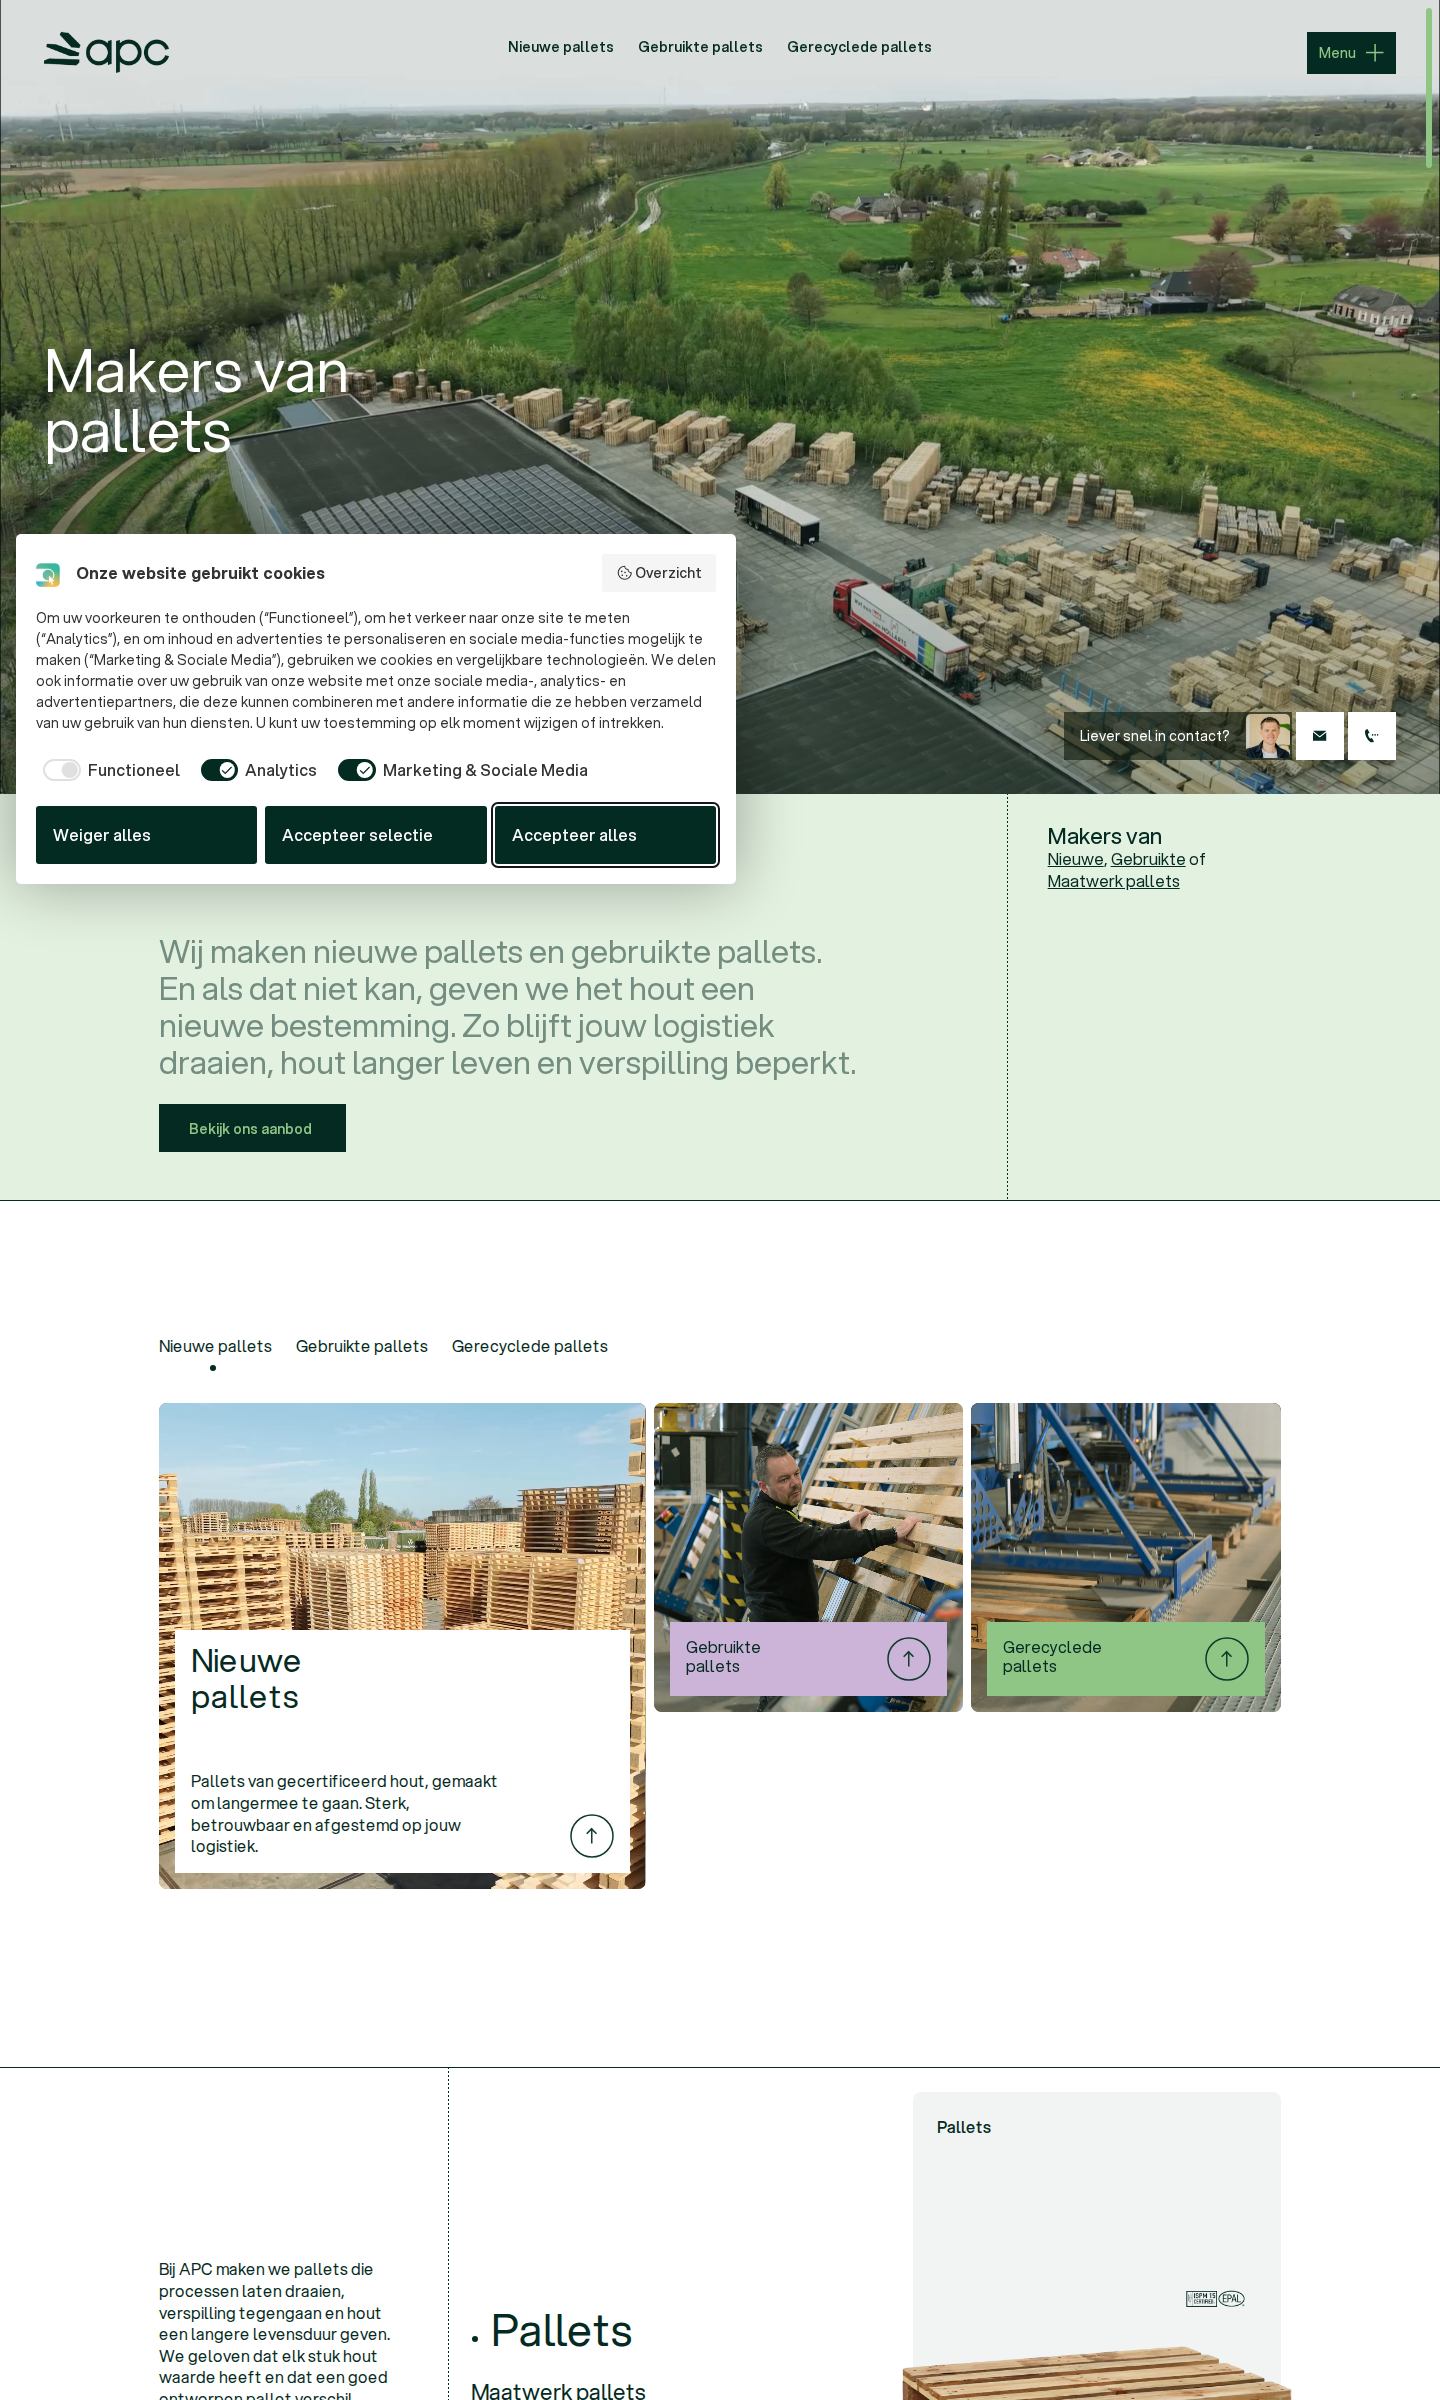 apc
Nieuwe pallets
Gebruikte pallets
Gerecyclede pallets
Menu
Makers van
pallets
Onze website gebruikt cookies
Overzicht
Om uw voorkeuren te onthouden (“Functioneel”), om het verkeer naar onze site te meten
(“Analytics”), en om inhoud en advertenties te personaliseren en sociale media-functies mogelijk te
maken (“Marketing & Sociale Media”), gebruiken we cookies en vergelijkbare technologieën. We delen
ook informatie over uw gebruik van onze website met onze sociale media-, analytics- en
advertentiepartners, die deze kunnen combineren met andere informatie die ze hebben verzameld
van uw gebruik van hun diensten. U kunt uw toestemming op elk moment wijzigen of intrekken.
Functioneel
Analytics
Marketing & Sociale Media
Weiger alles
Accepteer selectie
Accepteer alles
Liever snel in contact?
Makers van
Nieuwe, Gebruikte of
Maatwerk pallets
Wij maken nieuwe pallets en gebruikte pallets.
En als dat niet kan, geven we het hout een
nieuwe bestemming. Zo blijft jouw logistiek
draaien, hout langer leven en verspilling beperkt.
Bekijk ons aanbod
Nieuwe pallets
Gebruikte pallets
Gerecyclede pallets
Nieuwe
pallets
Pallets van gecertificeerd hout, gemaakt
om langermee te gaan. Sterk,
betrouwbaar en afgestemd op jouw
logistiek.
Gebruikte
pallets
Gerecyclede
pallets
Pallets
ISPM 15
CERTIFIED.
EPAL
Bij APC maken we pallets die
processen laten draaien,
verspilling tegengaan en hout
een langere levensduur geven.
We geloven dat elk stuk hout
waarde heeft en dat een goed
ontworpen pallet verschil
Pallets
Maatwerk pallets